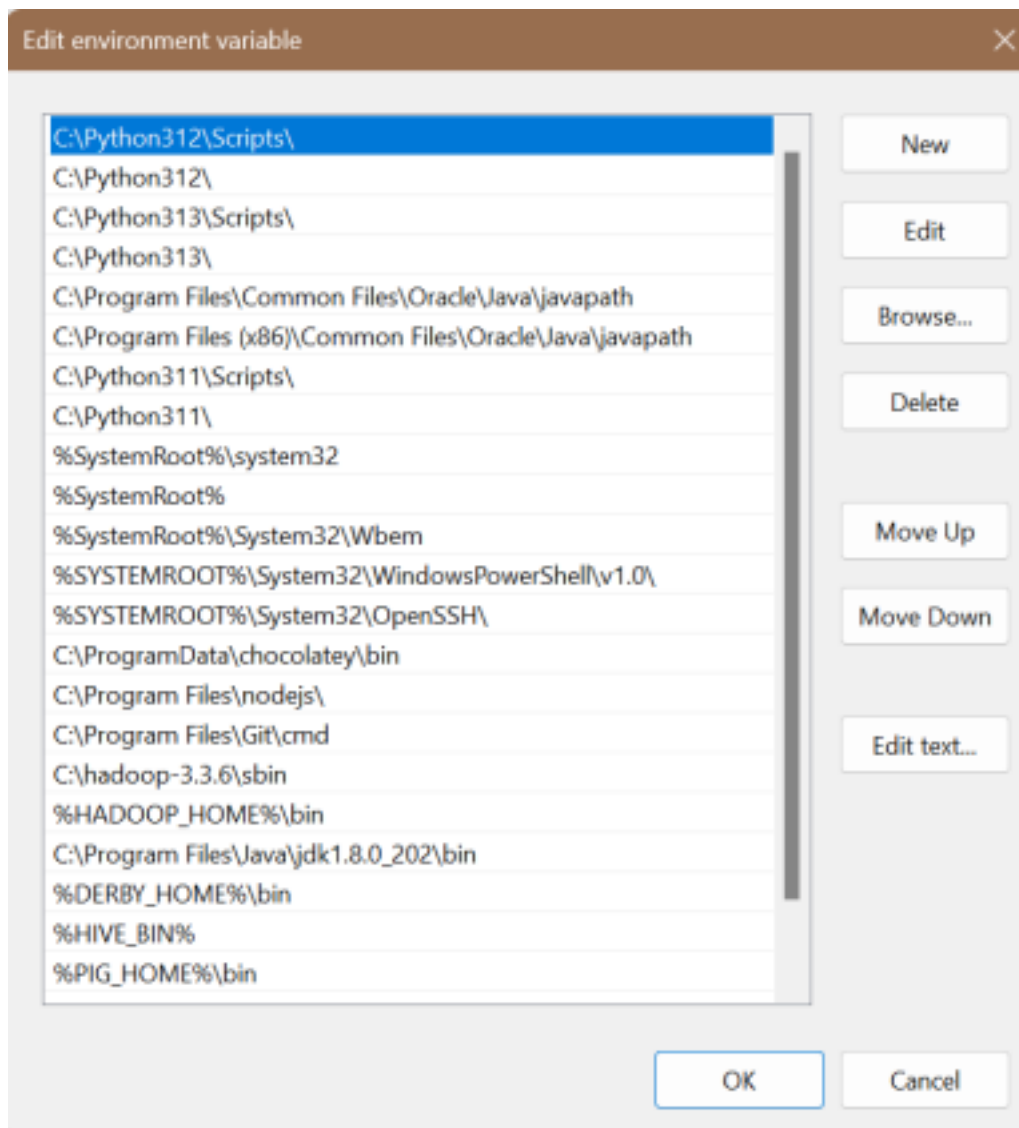 Edit environment variable
C:\Python312\Scripts\
New
C:\Python312\
C:\Python313\Scripts\
Edit
C:\Python313\
C:\Program Files\Common Files\Oracle\Java\javapath
Browse...
C:\Program Files (x86)\Common Files\Oracle\Java\javapath
C:\Python311\Scripts\
Delete
C:\Python311\
%SystemRoot%\system32
%SystemRoot%
%SystemRoot%\System32\Wbem
Move Up
%SYSTEMROOT%\System32\WindowsPowerShell\v1.0\
%SYSTEMROOT%\System32\OpenSSH\
Move Down
C:\ProgramData\chocolatey\bin
C:\Program Files\nodejs\
C:\Program Files\Git\cmd
Edit text...
C:\hadoop-3.3.6\sbin
%HADOOP_HOME%\bin
C:\Program Files\Java\jdk1.8.0_202\bin
%DERBY_HOME%\bin
%HIVE_BIN%
%PIG_HOME%\bin
OK
Cancel